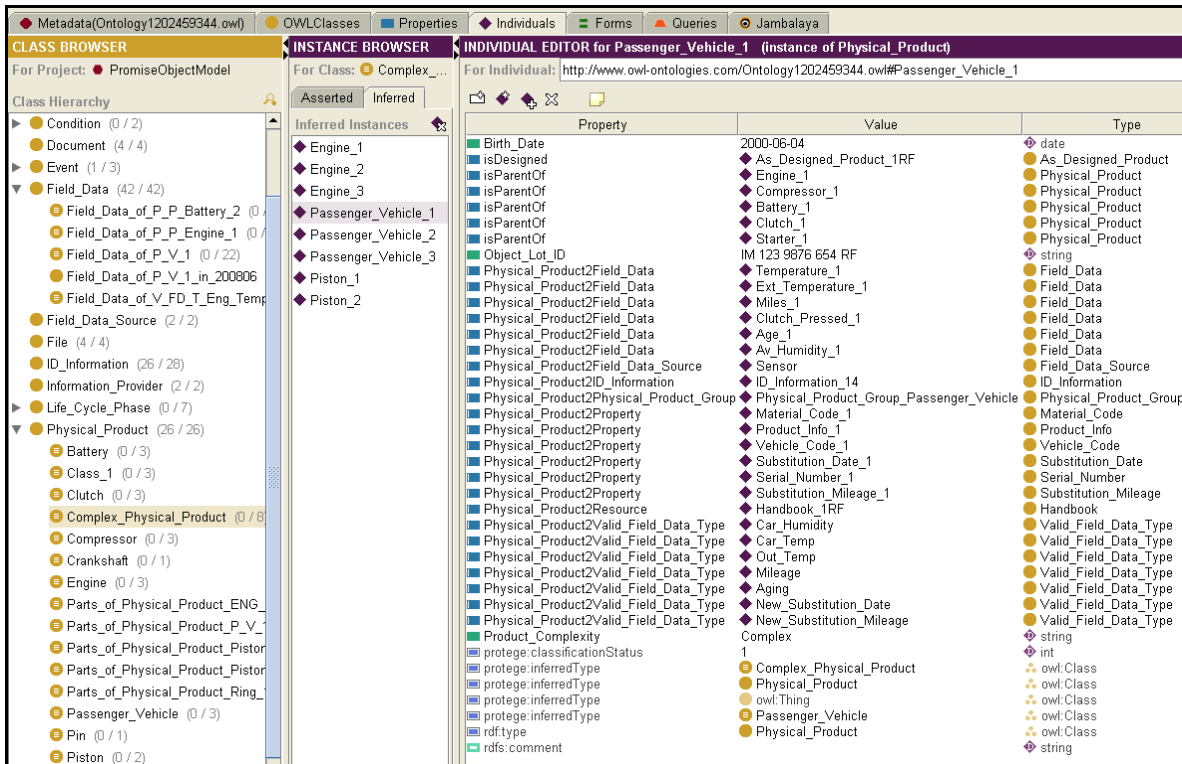 Metadata(Ontology1202459344.owl) OWLClasses Properties Individuals Forms Queries Jambalaya
CLASS BROWSER
For Project: PromiseObjectModel
Class Hierarchy
Condition (0 / 2)
Document (4 / 4)
Event (1 / 3)
Field_Data (42 / 42)
Field_Data_of_P_P_Battery_2 (0 /
Field_Data_of_P_P_Engine_1 (0 /
Field_Data_of_P_V_1 (0 / 22)
Field_Data_of_P_V_1_in_200806
Field_Data_of_V_FD_T_Eng_Temp
Field_Data_Source (2 / 2)
File (4 / 4)
ID_Information (26 / 28)
Information_Provider (2 / 2)
Life_Cycle_Phase (0 / 7)
Physical_Product (26 / 26)
Battery (0 / 3)
Class_1 (0 / 3)
Clutch (0 / 3)
Complex_Physical_Product (0 / 8
Compressor (0 / 3)
Crankshaft (0 / 1)
Engine (0 / 3)
Parts_of_Physical_Product_ENG_
Parts_of_Physical_Product_P_V_1
Parts_of_Physical_Product_Piston
Parts_of_Physical_Product_Piston
Parts_of_Physical_Product_Ring_
Passenger_Vehicle (0 / 3)
Pin (0 / 1)
Piston (0 / 2)
INSTANCE BROWSER
For Class: Complex_...
Asserted Inferred
Inferred Instances
Engine_1
Engine_2
Engine_3
Passenger_Vehicle_1
Passenger_Vehicle_2
Passenger_Vehicle_3
Piston_1
Piston_2
INDIVIDUAL EDITOR for Passenger_Vehicle_1 (instance of Physical_Product)
For Individual: http://www.owl-ontologies.com/Ontology1202459344.owl#Passenger_Vehicle_1
Property Value Type
Birth_Date 2000-06-04 date
isDesigned As_Designed_Product_1RF As_Designed_Product
isParentOf Engine_1 Physical_Product
isParentOf Compressor_1 Physical_Product
isParentOf Battery_1 Physical_Product
isParentOf Clutch_1 Physical_Product
isParentOf Starter_1 Physical_Product
Object_Lot_ID IM 123 9876 654 RF string
Physical_Product2Field_Data Temperature_1 Field_Data
Physical_Product2Field_Data Ext_Temperature_1 Field_Data
Physical_Product2Field_Data Miles_1 Field_Data
Physical_Product2Field_Data Clutch_Pressed_1 Field_Data
Physical_Product2Field_Data Age_1 Field_Data
Physical_Product2Field_Data Av_Humidity_1 Field_Data
Physical_Product2Field_Data_Source Sensor Field_Data_Source
Physical_Product2ID_Information ID_Information_14 ID_Information
Physical_Product2Physical_Product_Group Physical_Product_Group_Passenger_Vehicle Physical_Product_Group
Physical_Product2Property Material_Code_1 Material_Code
Physical_Product2Property Product_Info_1 Product_Info
Physical_Product2Property Vehicle_Code_1 Vehicle_Code
Physical_Product2Property Substitution_Date_1 Substitution_Date
Physical_Product2Property Serial_Number_1 Serial_Number
Physical_Product2Property Substitution_Mileage_1 Substitution_Mileage
Physical_Product2Resource Handbook_1RF Handbook
Physical_Product2Valid_Field_Data_Type Car_Humidity Valid_Field_Data_Type
Physical_Product2Valid_Field_Data_Type Car_Temp Valid_Field_Data_Type
Physical_Product2Valid_Field_Data_Type Out_Temp Valid_Field_Data_Type
Physical_Product2Valid_Field_Data_Type Mileage Valid_Field_Data_Type
Physical_Product2Valid_Field_Data_Type Aging Valid_Field_Data_Type
Physical_Product2Valid_Field_Data_Type New_Substitution_Date Valid_Field_Data_Type
Physical_Product2Valid_Field_Data_Type New_Substitution_Mileage Valid_Field_Data_Type
Product_Complexity Complex string
protege:classificationStatus 1 int
protege:inferredType Complex_Physical_Product owl:Class
protege:inferredType Physical_Product owl:Class
protege:inferredType owl:Thing owl:Class
protege:inferredType Passenger_Vehicle owl:Class
rdf:type Physical_Product owl:Class
rdfs:comment string